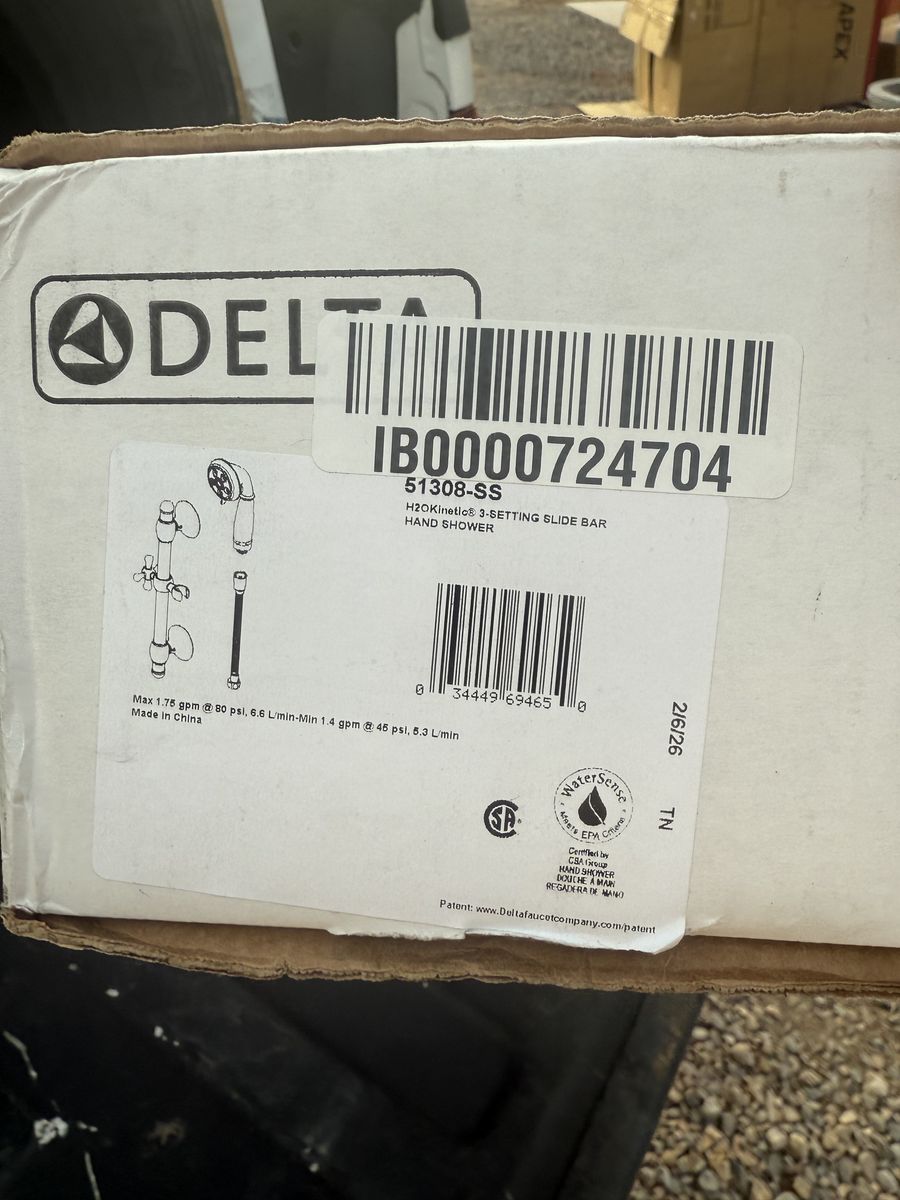 APEX
DELTA
IB0000724704
51308-SS
H2OKinetic® 3-SETTING SLIDE BAR
HAND SHOWER
0 34449 69465 0
Max 1.75 gpm @ 80 psi, 6.6 L/min-Min 1.4 gpm @ 45 psi, 5.3 L/min
Made in China
2/6/26 TN
SA®
WaterSense
Meets EPA Criteria
Certified by
CSA Group
HAND SHOWER
DOUCHE À MAIN
REGADERA DE MANO
Patent: www.Deltafaucetcompany.com/patent